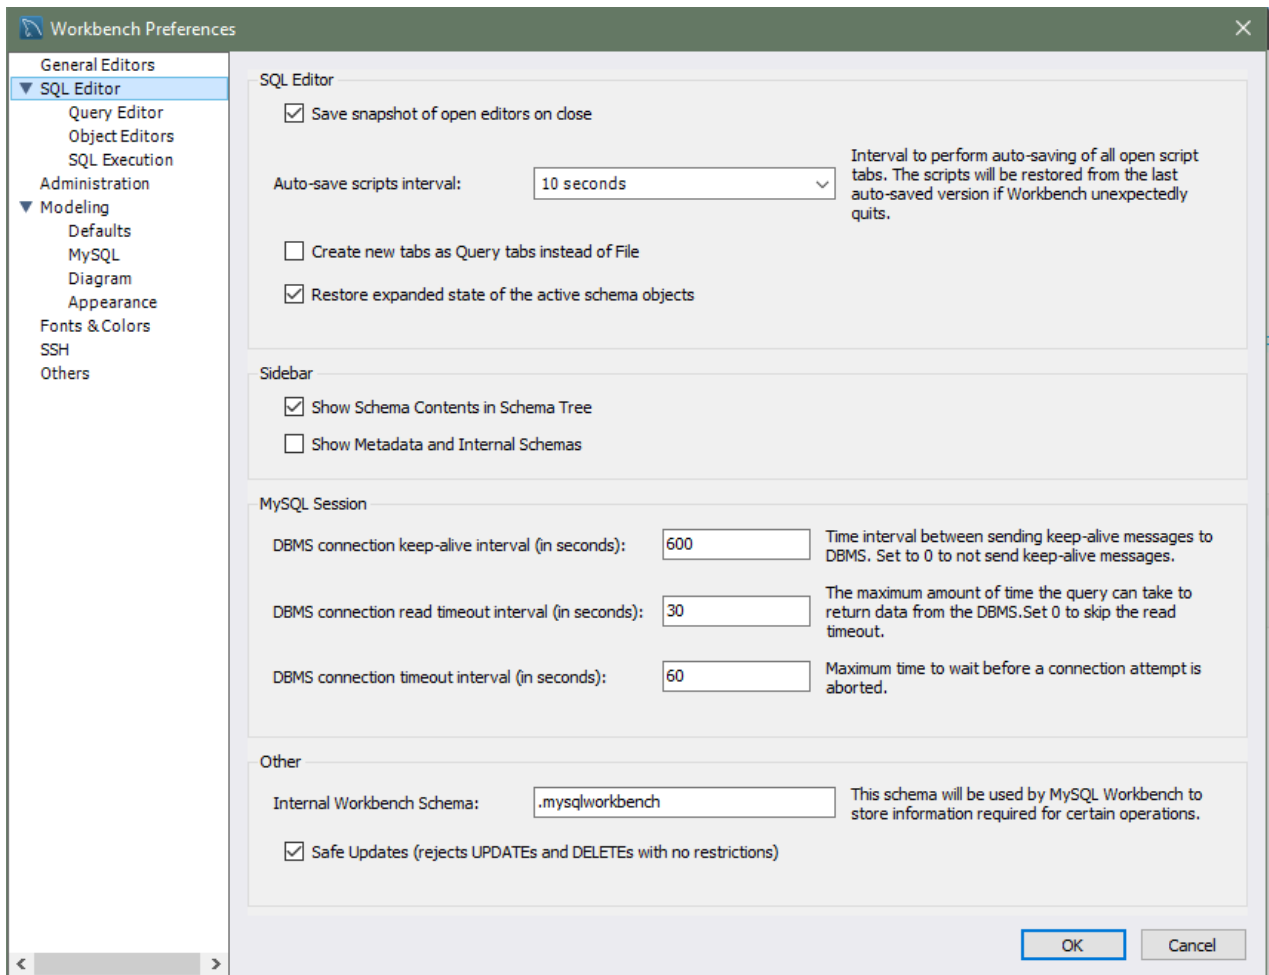 Workbench Preferences
General Editors
SQL Editor
Query Editor
Object Editors
SQL Execution
Administration
Modeling
Defaults
MySQL
Diagram
Appearance
Fonts & Colors
SSH
Others
SQL Editor
Save snapshot of open editors on close
Auto-save scripts interval:
10 seconds
Interval to perform auto-saving of all open script
tabs. The scripts will be restored from the last
auto-saved version if Workbench unexpectedly
quits.
Create new tabs as Query tabs instead of File
Restore expanded state of the active schema objects
Sidebar
Show Schema Contents in Schema Tree
Show Metadata and Internal Schemas
MySQL Session
DBMS connection keep-alive interval (in seconds):
600
Time interval between sending keep-alive messages to
DBMS. Set to 0 to not send keep-alive messages.
DBMS connection read timeout interval (in seconds):
30
The maximum amount of time the query can take to
return data from the DBMS.Set 0 to skip the read
timeout.
DBMS connection timeout interval (in seconds):
60
Maximum time to wait before a connection attempt is
aborted.
Other
Internal Workbench Schema:
.mysqlworkbench
This schema will be used by MySQL Workbench to
store information required for certain operations.
Safe Updates (rejects UPDATEs and DELETEs with no restrictions)
OK
Cancel